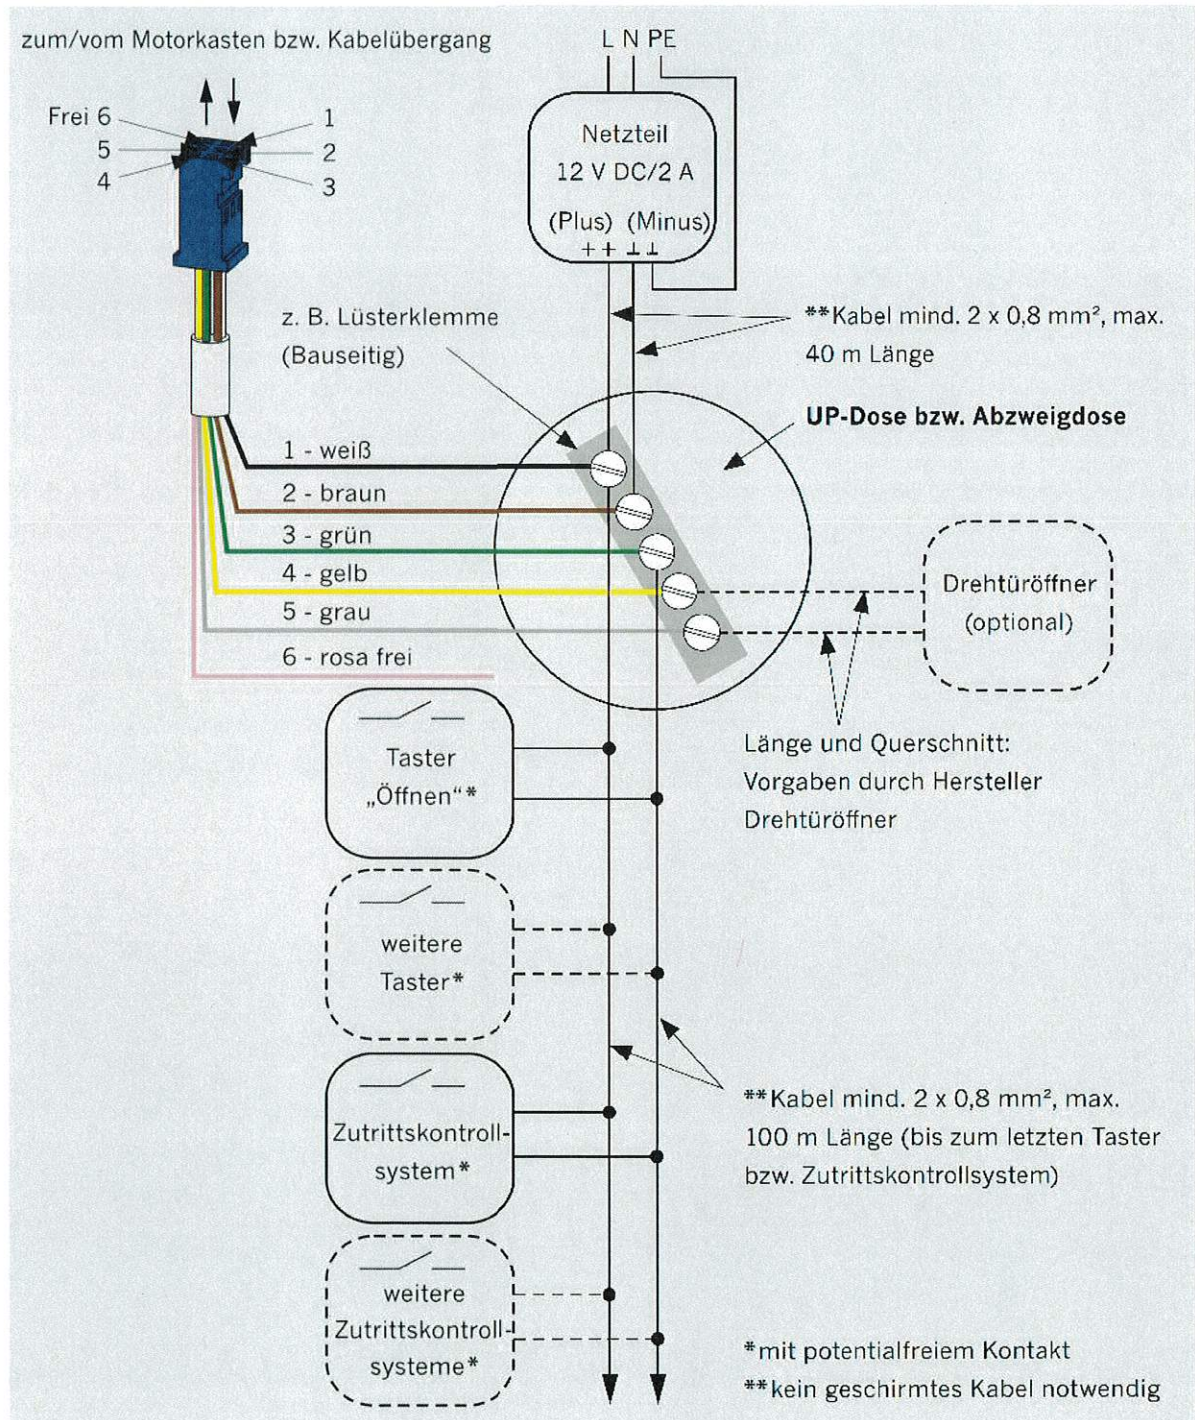 zum/vom Motorkasten bzw. Kabelübergang
L N PE
Frei 6
5
4
1
2
3
Netzteil
12 V DC/2 A
(Plus) (Minus)
++ ⊥⊥
z. B. Lüsterklemme
(Bauseitig)
**Kabel mind. 2 x 0,8 mm², max.
40 m Länge
UP-Dose bzw. Abzweigdose
1 - weiß
2 - braun
3 - grün
4 - gelb
5 - grau
6 - rosa frei
Drehtüröffner
(optional)
Länge und Querschnitt:
Vorgaben durch Hersteller
Drehtüröffner
Taster
„Öffnen“*
weitere
Taster*
**Kabel mind. 2 x 0,8 mm², max.
100 m Länge (bis zum letzten Taster
bzw. Zutrittskontrollsystem)
Zutrittskontroll-
system*
weitere
Zutrittskontroll-
systeme*
*mit potentialfreiem Kontakt
**kein geschirmtes Kabel notwendig